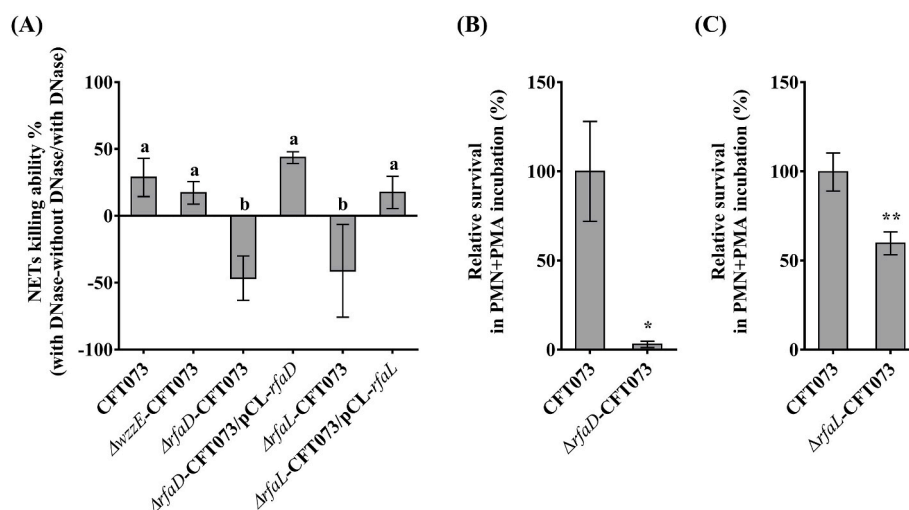 (A)
NETs killing ability %
(with DNase-without DNase/with DNase)
100
50
0
-50
-100
a
a
b
a
b
a
CFT073
ΔwzzE-CFT073
ΔrfaD-CFT073
ΔrfaD-CFT073/pCL-rfaD
ΔrfaL-CFT073
ΔrfaL-CFT073/pCL-rfaL
(B)
Relative survival
in PMN+PMA incubation (%)
150
100
50
0
*
CFT073
ΔrfaD-CFT073
(C)
Relative survival
in PMN+PMA incubation (%)
150
100
50
0
**
CFT073
ΔrfaL-CFT073